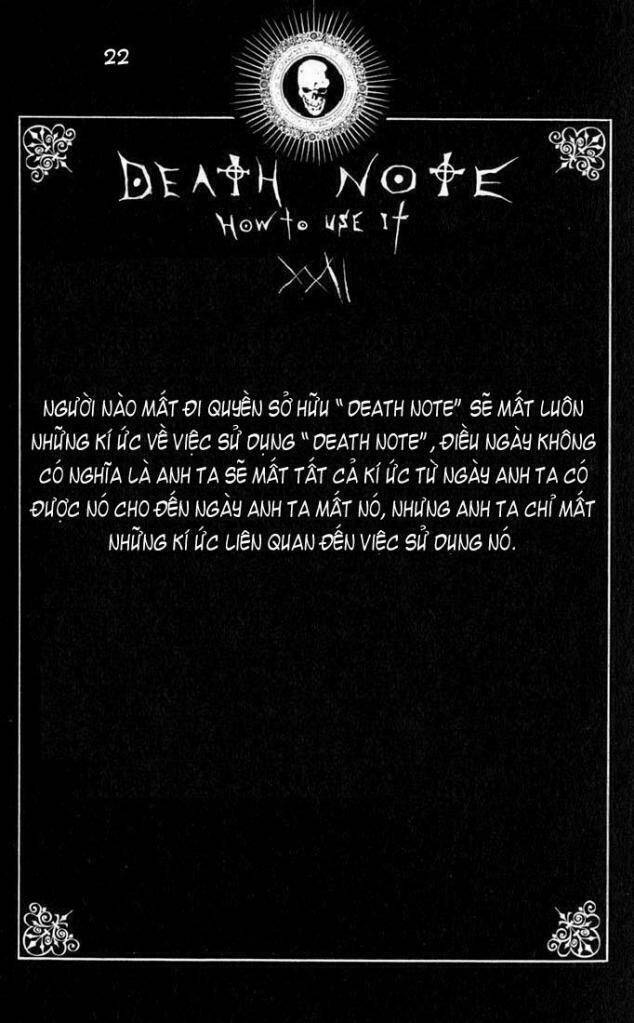 22
DEATH NOTE
HOW TO USE IT
XXII
NGƯỜI NÀO MẤT ĐI QUYỀN SỞ HỮU “ DEATH NOTE” SẼ MẤT LUÔN
NHỮNG KÍ ỨC VỀ VIỆC SỬ DỤNG “ DEATH NOTE”, ĐIỀU NGÀY KHÔNG
CÓ NGHĨA LÀ ANH TA SẼ MẤT TẤT CẢ KÍ ỨC TỪ NGÀY ANH TA CÓ
ĐƯỢC NÓ CHO ĐẾN NGÀY ANH TA MẤT NÓ, NHƯNG ANH TA CHỈ MẤT
NHỮNG KÍ ỨC LIÊN QUAN ĐẾN VIỆC SỬ DỤNG NÓ.